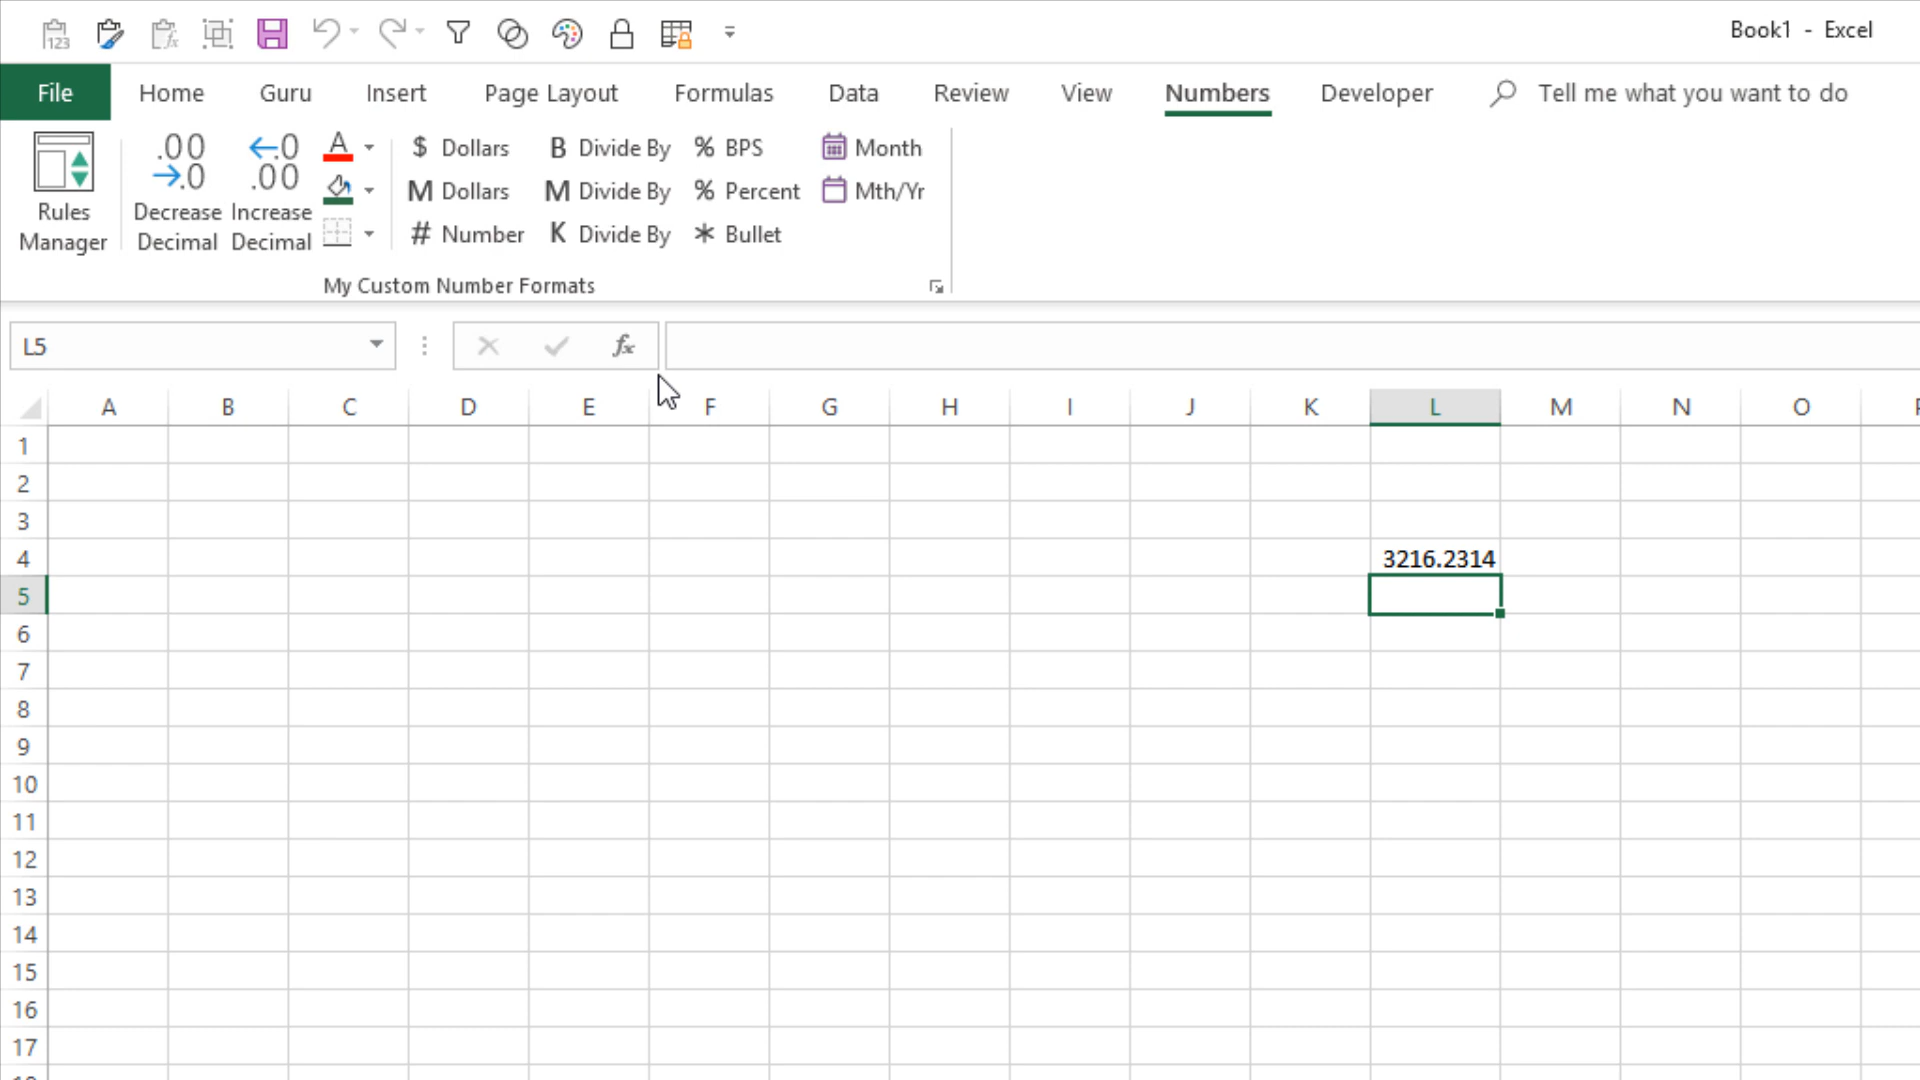 Book1 - Excel
123
fx
File Home Guru Insert Page Layout Formulas Data Review View Numbers Developer Tell me what you want to do
.00 .0 A $ Dollars B Divide By % BPS Month
.0 .00 M Dollars M Divide By % Percent Mth/Yr
Rules Decrease Increase
Manager Decimal Decimal # Number K Divide By * Bullet
My Custom Number Formats
L5 fx
A B C D E F G H I J K L M N O
1
2
3
4 3216.2314
5
6
7
8
9
10
11
12
13
14
15
16
17